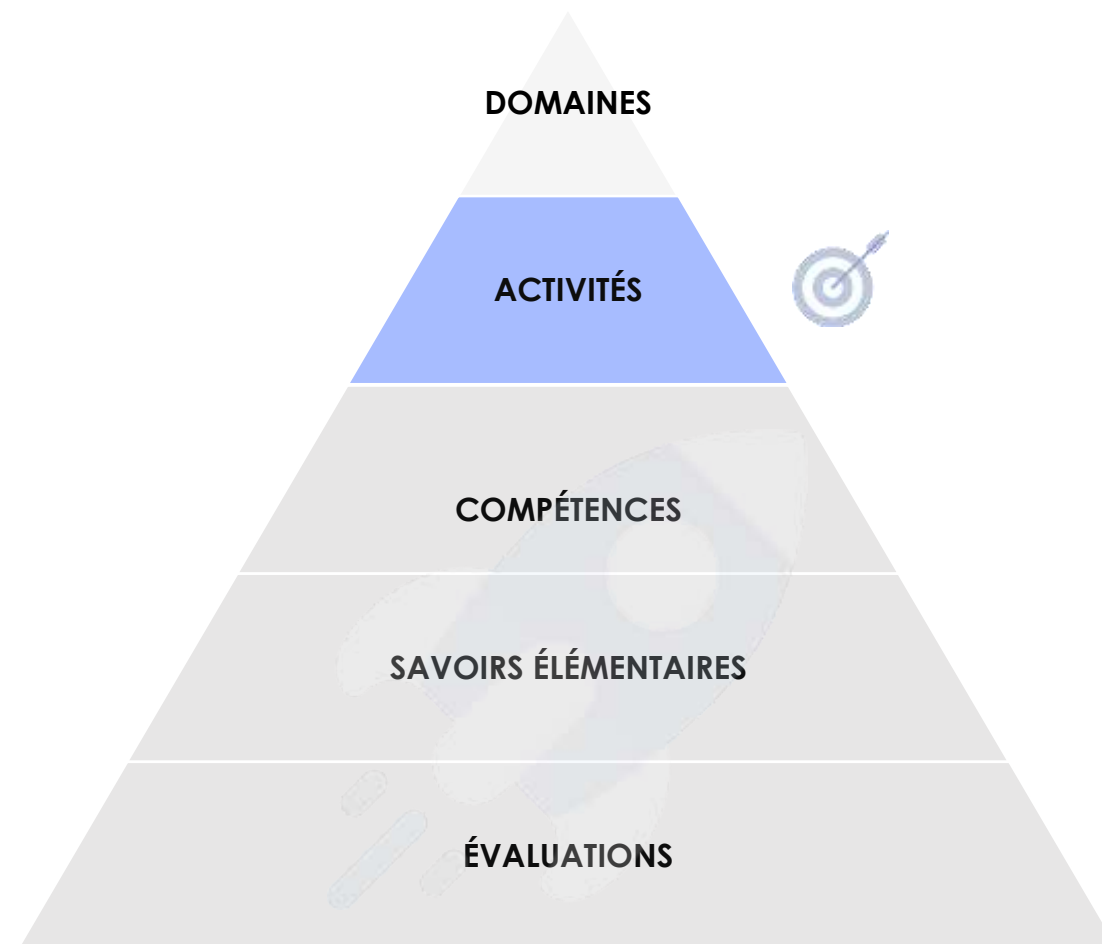 DOMAINES
ACTIVITÉS
COMPÉTENCES
SAVOIRS ÉLÉMENTAIRES
ÉVALUATIONS